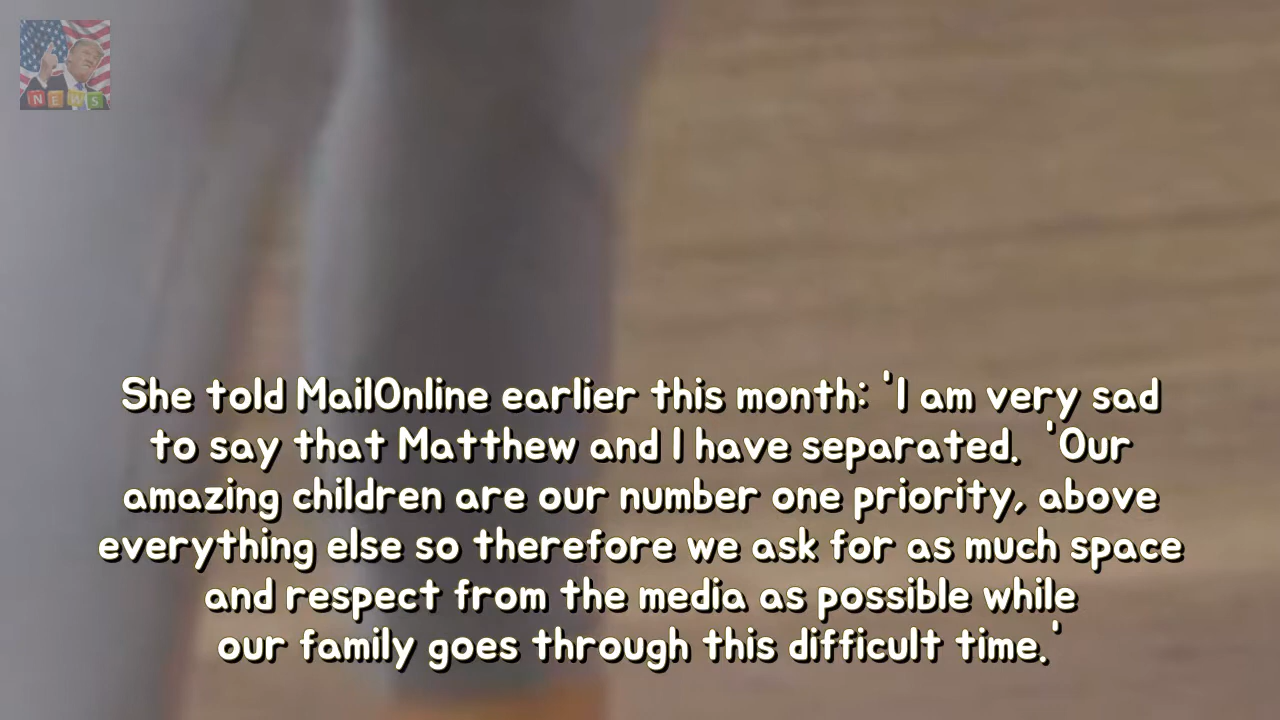 NEWS
She told MailOnline earlier this month: 'I am very sad
to say that Matthew and I have separated.  'Our
amazing children are our number one priority, above
everything else so therefore we ask for as much space
and respect from the media as possible while
our family goes through this difficult time.'